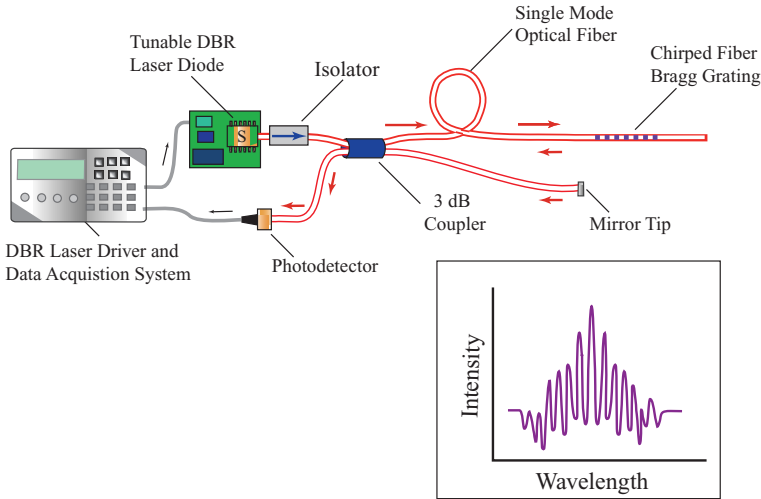 Single Mode
Optical Fiber
Tunable DBR
Laser Diode
Isolator
Chirped Fiber
Bragg Grating
S
3 dB
Coupler
Mirror Tip
DBR Laser Driver and
Data Acquistion System
Photodetector
Intensity
Wavelength